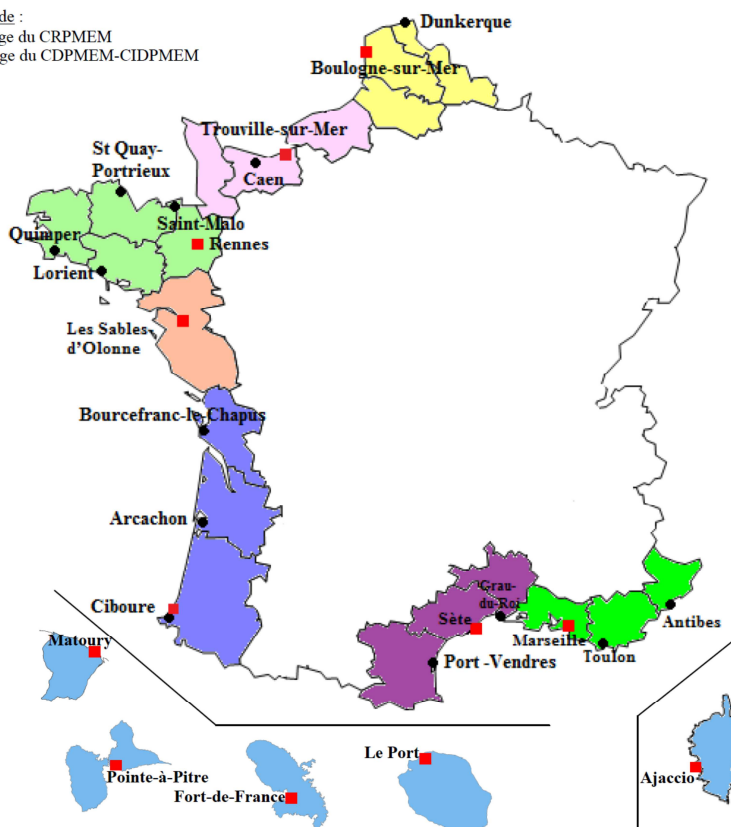 de :
ge du CRPMEM
ge du CDPMEM-CIDPMEM
Dunkerque
Boulogne-sur-Mer
Trouville-sur-Mer
Caen
St Quay-
Portrieux
Saint-Malo
Quimper
Rennes
Lorient
Les Sables-
d'Olonne
Bourcefranc-le-Chapus
Arcachon
Ciboure
Grau-
du-Roi
Sète
Marseille
Antibes
Toulon
Port -Vendres
Matoury
Le Port
Pointe-à-Pitre
Fort-de-France
Ajaccio